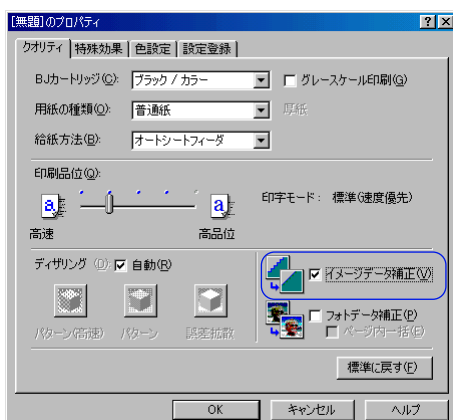 [無題]のプロパティ
クオリティ 特殊効果 色設定 設定登録
BJカートリッジ(C): ブラック / カラー グレースケール印刷(G)
用紙の種類(O): 普通紙 厚紙
給紙方法(B): オートシートフィーダ
印刷品位(Q):
a a 印字モード: 標準(速度優先)
高速 高品位
ディザリング (D): 自動(R) イメージデータ補正(V)
フォトデータ補正(P)
パターン(高速) パターン 誤差拡散 ページ内一括(E)
標準に戻す(F)
OK キャンセル ヘルプ